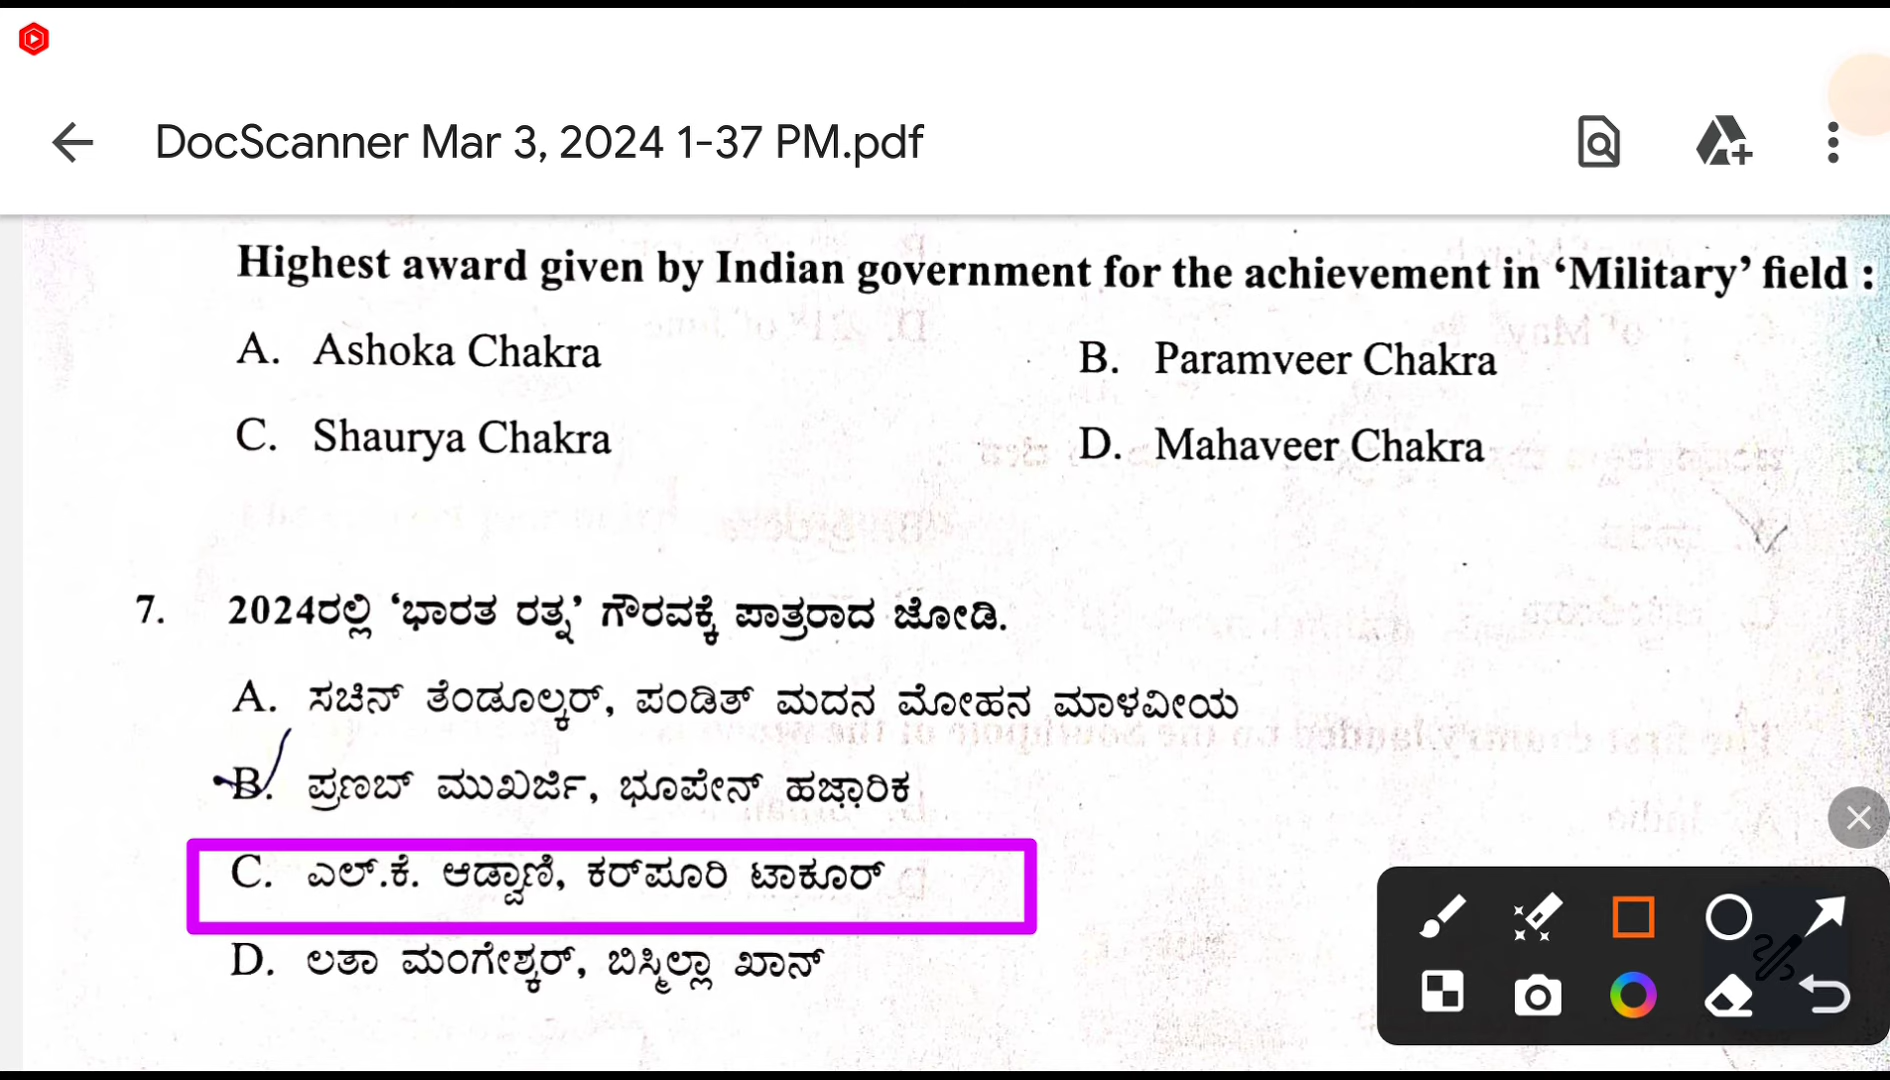 DocScanner Mar 3, 2024 1-37 PM.pdf
Highest award given by Indian government for the achievement in ‘Military’ field :
A. Ashoka Chakra
B. Paramveer Chakra
C. Shaurya Chakra
D. Mahaveer Chakra
7. 2024ರಲ್ಲಿ ‘ಭಾರತ ರತ್ನ’ ಗೌರವಕ್ಕೆ ಪಾತ್ರರಾದ ಜೋಡಿ.
A. ಸಚಿನ್ ತೆಂಡೂಲ್ಕರ್, ಪಂಡಿತ್ ಮದನ ಮೋಹನ ಮಾಳವೀಯ
B. ಪ್ರಣಬ್ ಮುಖರ್ಜಿ, ಭೂಪೇನ್ ಹಜ಼ಾರಿಕ
C. ಎಲ್.ಕೆ. ಆಡ್ವಾಣಿ, ಕರ್ಪೂರಿ ಟಾಕೂರ್
D. ಲತಾ ಮಂಗೇಶ್ಕರ್, ಬಿಸ್ಮಿಲ್ಲಾ ಖಾನ್